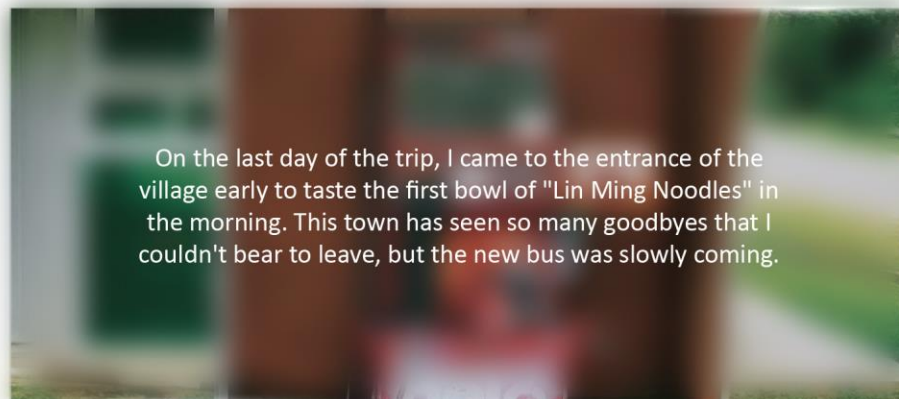 On the last day of the trip, I came to the entrance of the
village early to taste the first bowl of "Lin Ming Noodles" in
the morning. This town has seen so many goodbyes that I
couldn't bear to leave, but the new bus was slowly coming.